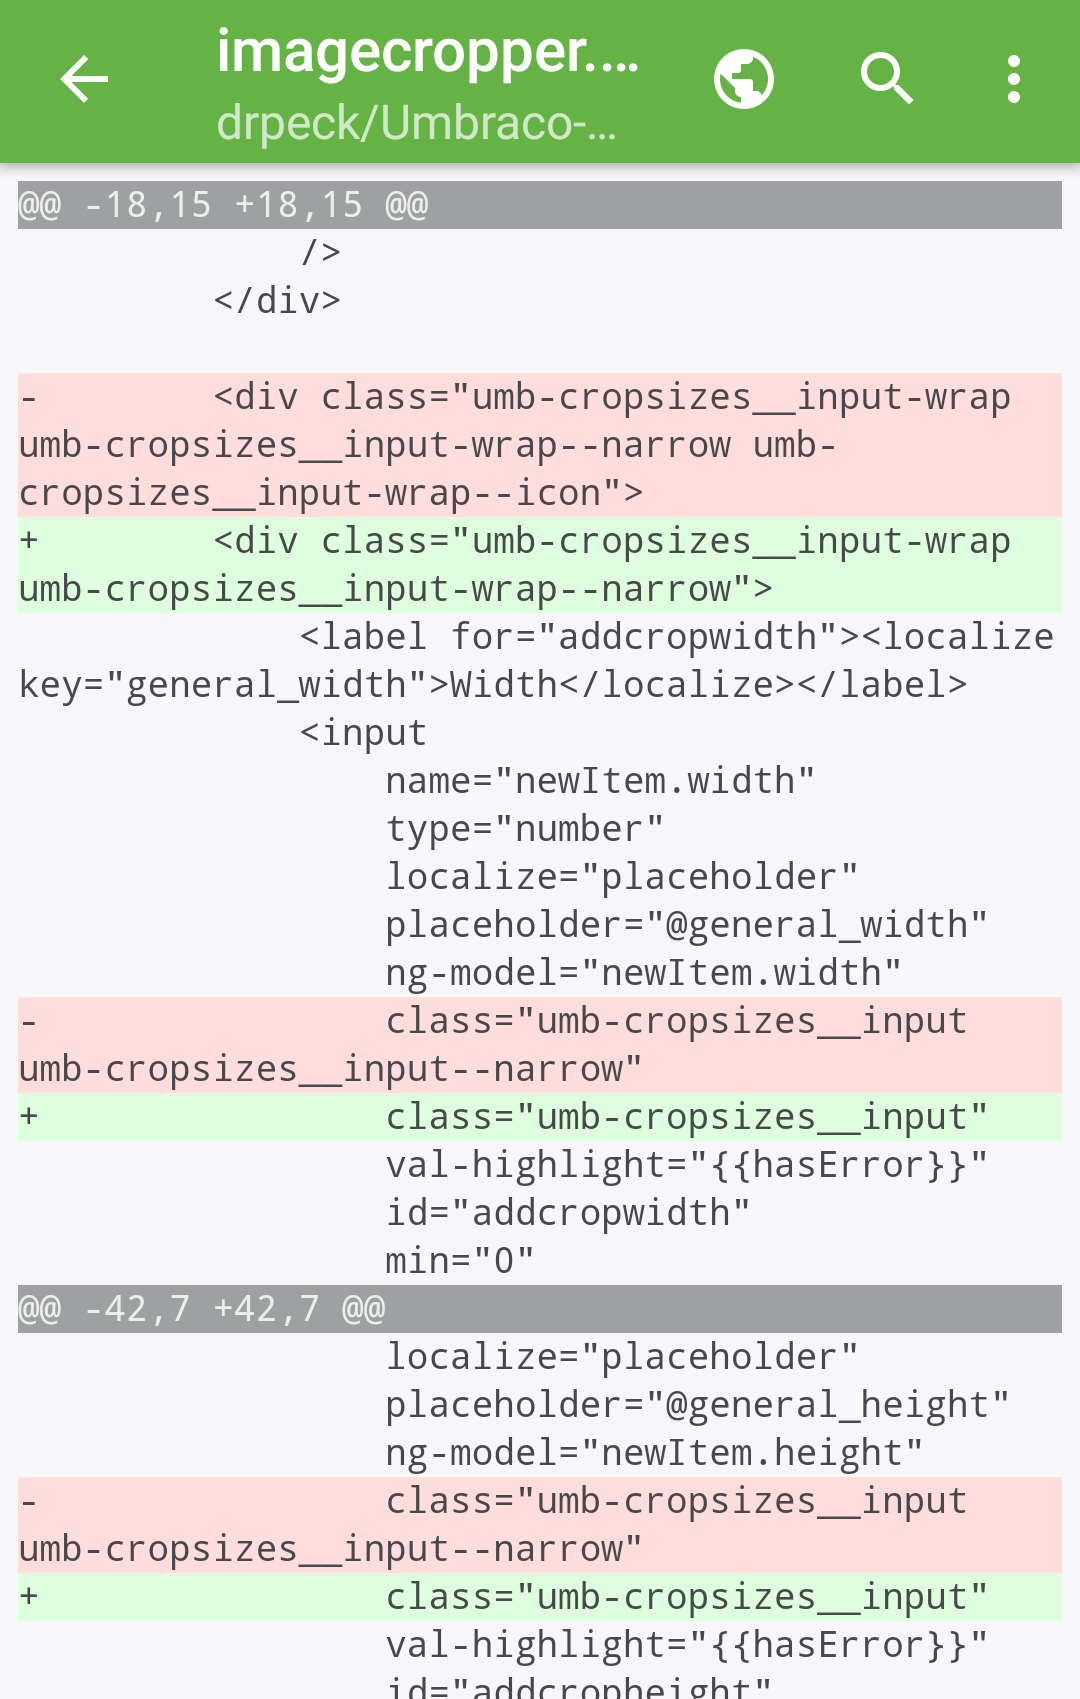 imagecropper.…
drpeck/Umbraco-…
@@ -18,15 +18,15 @@
/>
</div>
- <div class="umb-cropsizes__input-wrap
umb-cropsizes__input-wrap--narrow umb-
cropsizes__input-wrap--icon">
+ <div class="umb-cropsizes__input-wrap
umb-cropsizes__input-wrap--narrow">
<label for="addcropwidth"><localize
key="general_width">Width</localize></label>
<input
name="newItem.width"
type="number"
localize="placeholder"
placeholder="@general_width"
ng-model="newItem.width"
- class="umb-cropsizes__input
umb-cropsizes__input--narrow"
+ class="umb-cropsizes__input"
val-highlight="{{hasError}}"
id="addcropwidth"
min="0"
@@ -42,7 +42,7 @@
localize="placeholder"
placeholder="@general_height"
ng-model="newItem.height"
- class="umb-cropsizes__input
umb-cropsizes__input--narrow"
+ class="umb-cropsizes__input"
val-highlight="{{hasError}}"
id="addcropheight"